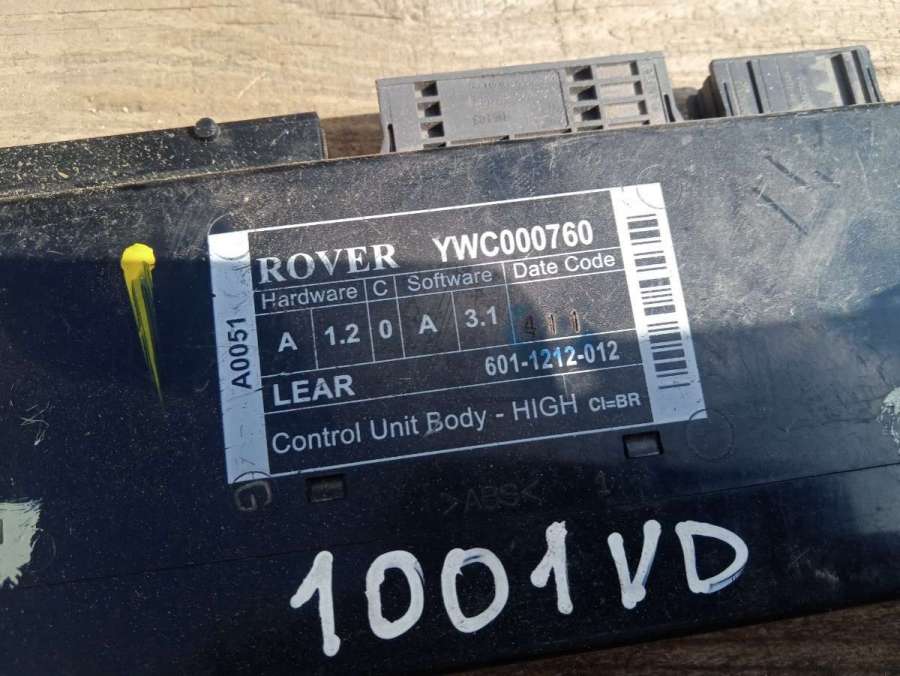 ROVER YWC000760
Hardware C Software Date Code
A 1.2 0 A 3.1 411
LEAR 601-1212-012
Control Unit Body - HIGH CI=BR
A0051
G
>ABS< 1
1001VD